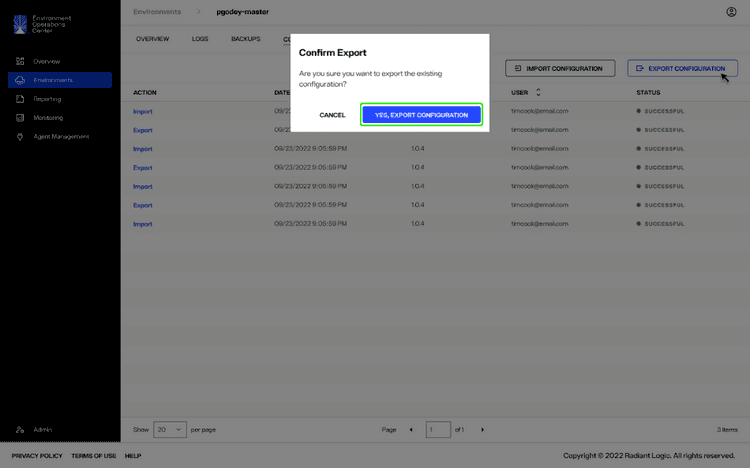 Environment
Operations
Center
Environments > pgodey-master
OVERVIEW LOGS BACKUPS
Confirm Export
Are you sure you want to export the existing
configuration?
CANCEL YES, EXPORT CONFIGURATION
IMPORT CONFIGURATION EXPORT CONFIGURATION
Overview
Environments
Reporting
Monitoring
Agent Management
ACTION DATE USER STATUS
Import 09/23 timcook@email.com SUCCESSFUL
Export 09/23 timcook@email.com SUCCESSFUL
Import 09/23/2022 9:05:59 PM 1.0.4 timcook@email.com SUCCESSFUL
Export 09/23/2022 9:05:59 PM 1.0.4 timcook@email.com SUCCESSFUL
Import 09/23/2022 9:05:59 PM 1.0.4 timcook@email.com SUCCESSFUL
Export 09/23/2022 9:05:59 PM 1.0.4 timcook@email.com SUCCESSFUL
Import 09/23/2022 9:05:59 PM 1.0.4 timcook@email.com SUCCESSFUL
Admin
Show 20 per page Page 1 of 1 3 Items
PRIVACY POLICY TERMS OF USE HELP Copyright © 2022 Radiant Logic. All rights reserved.